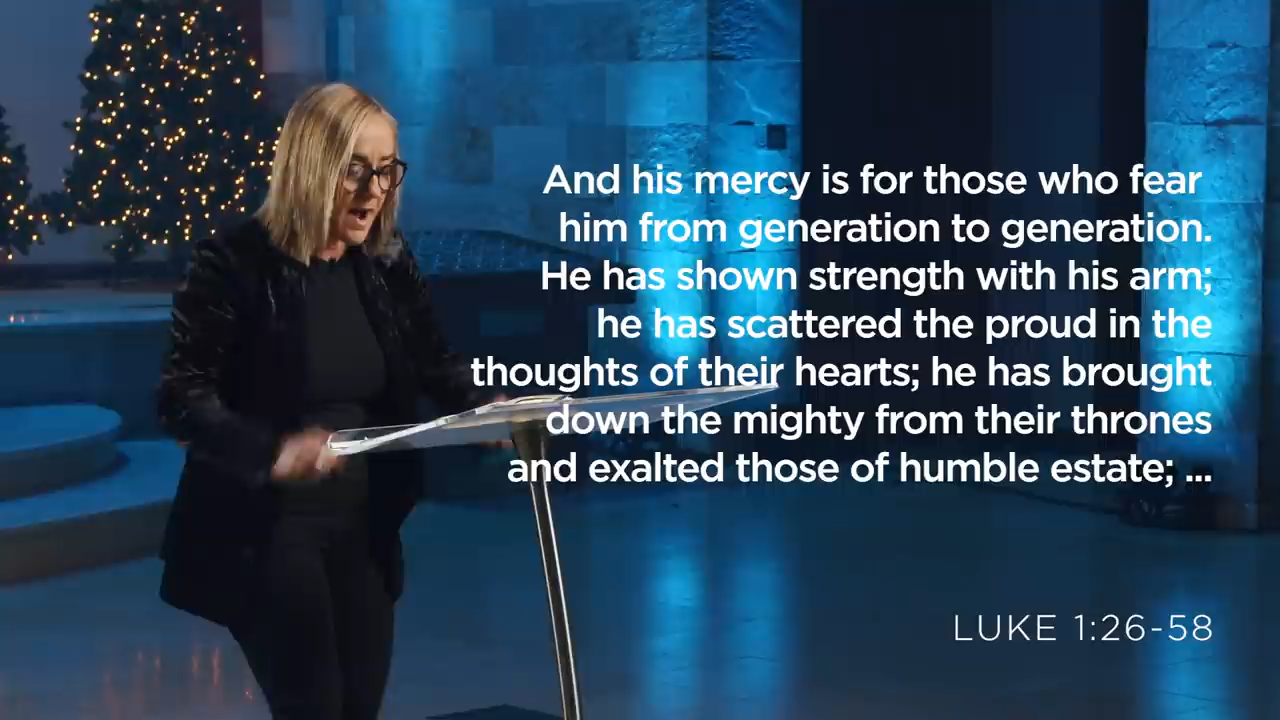 And his mercy is for those who fear
him from generation to generation.
He has shown strength with his arm;
he has scattered the proud in the
thoughts of their hearts; he has brought
down the mighty from their thrones
and exalted those of humble estate; ...
LUKE 1:26-58